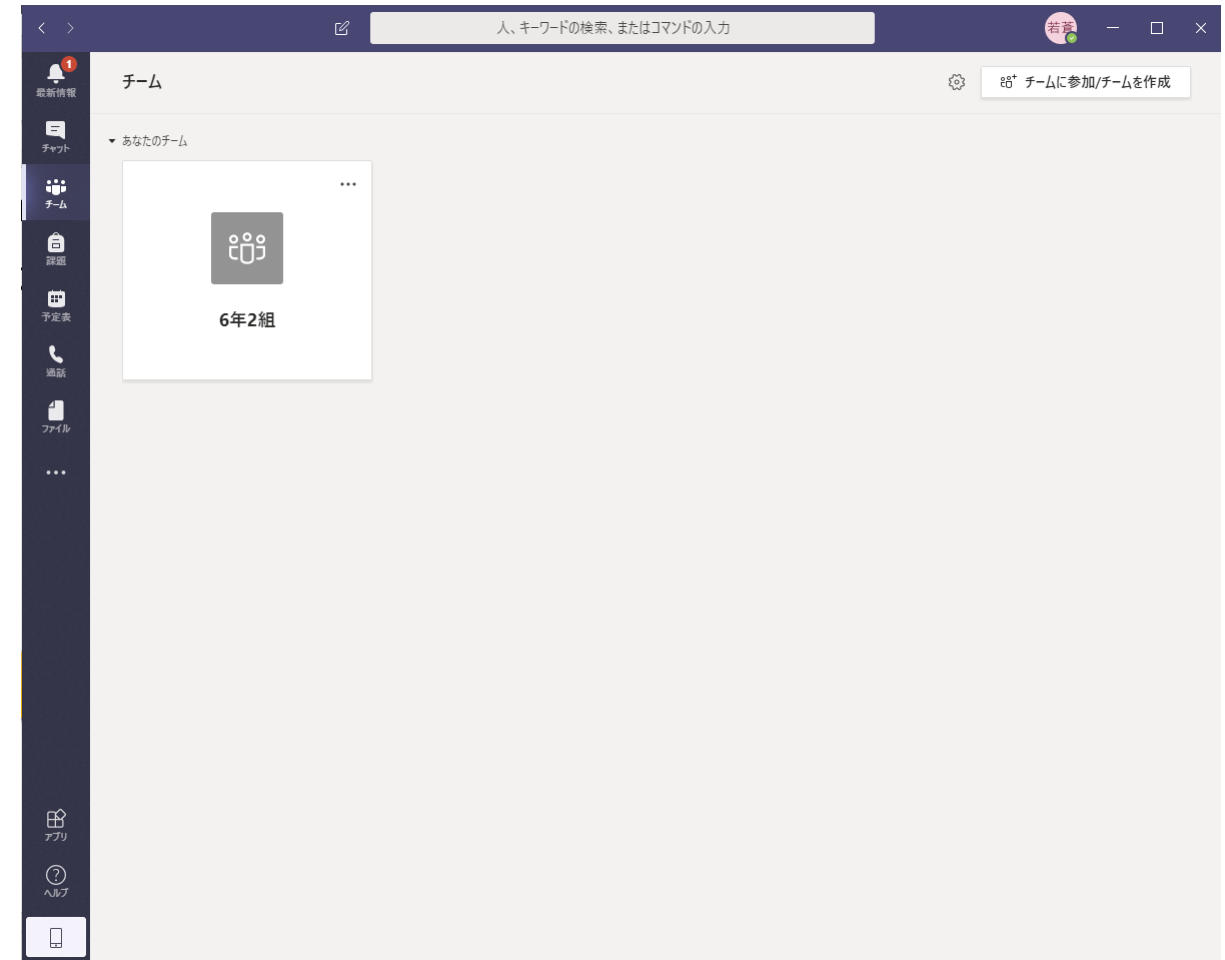 人、キーワードの検索、またはコマンドの入力
若蒼
1
最新情報
チーム
チームに参加/チームを作成
チャット
あなたのチーム
チーム
課題
6年2組
予定表
通話
ファイル
アプリ
ヘルプ